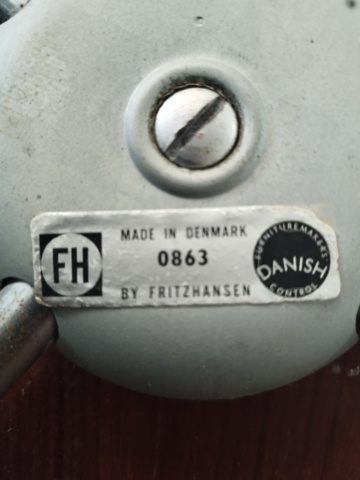 FH
MADE IN DENMARK
0863
BY FRITZHANSEN
FURNITUREMAKERS'
DANISH
CONTROL